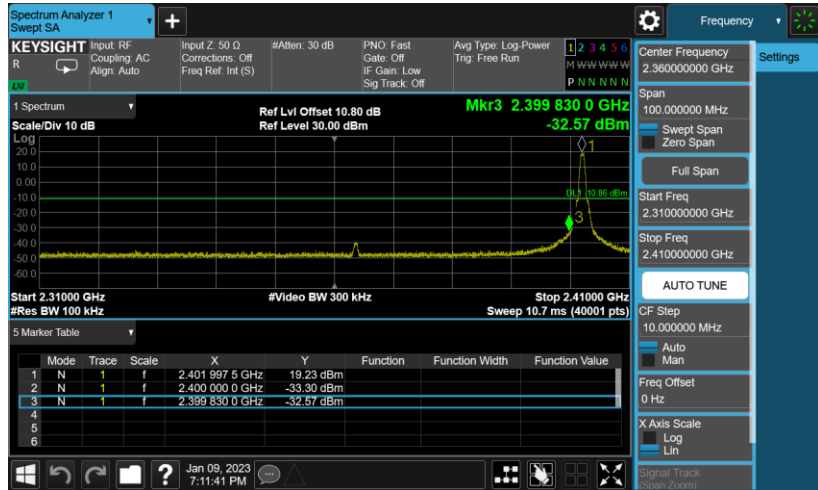 Spectrum Analyzer 1
Swept SA
Frequency
KEYSIGHT
R
LXI
Input: RF
Coupling: AC
Align: Auto
Input Z: 50 Ω
Corrections: Off
Freq Ref: Int (S)
#Atten: 30 dB
PNO: Fast
Gate: Off
IF Gain: Low
Sig Track: Off
Avg Type: Log-Power
Trig: Free Run
1 2 3 4 5 6
M W W W W W
P N N N N N
1 Spectrum
Scale/Div 10 dB
Ref Lvl Offset 10.80 dB
Ref Level 30.00 dBm
Mkr3 2.399 830 0 GHz
-32.57 dBm
Log
20.0
10.0
0.00
-10.0
-20.0
-30.0
-40.0
-50.0
-60.0
1
DL1 -10.86 dBm
3
Start 2.31000 GHz
#Video BW 300 kHz
Stop 2.41000 GHz
#Res BW 100 kHz
Sweep 10.7 ms (40001 pts)
5 Marker Table
Mode Trace Scale X Y Function Function Width Function Value
1 N 1 f 2.401 997 5 GHz 19.23 dBm
2 N 1 f 2.400 000 0 GHz -33.30 dBm
3 N 1 f 2.399 830 0 GHz -32.57 dBm
4
5
6
?
Jan 09, 2023
7:11:41 PM
Center Frequency
2.360000000 GHz
Settings
Span
100.000000 MHz
Swept Span
Zero Span
Full Span
Start Freq
2.310000000 GHz
Stop Freq
2.410000000 GHz
AUTO TUNE
CF Step
10.000000 MHz
Auto
Man
Freq Offset
0 Hz
X Axis Scale
Log
Lin
Signal Track
(Span Zoom)